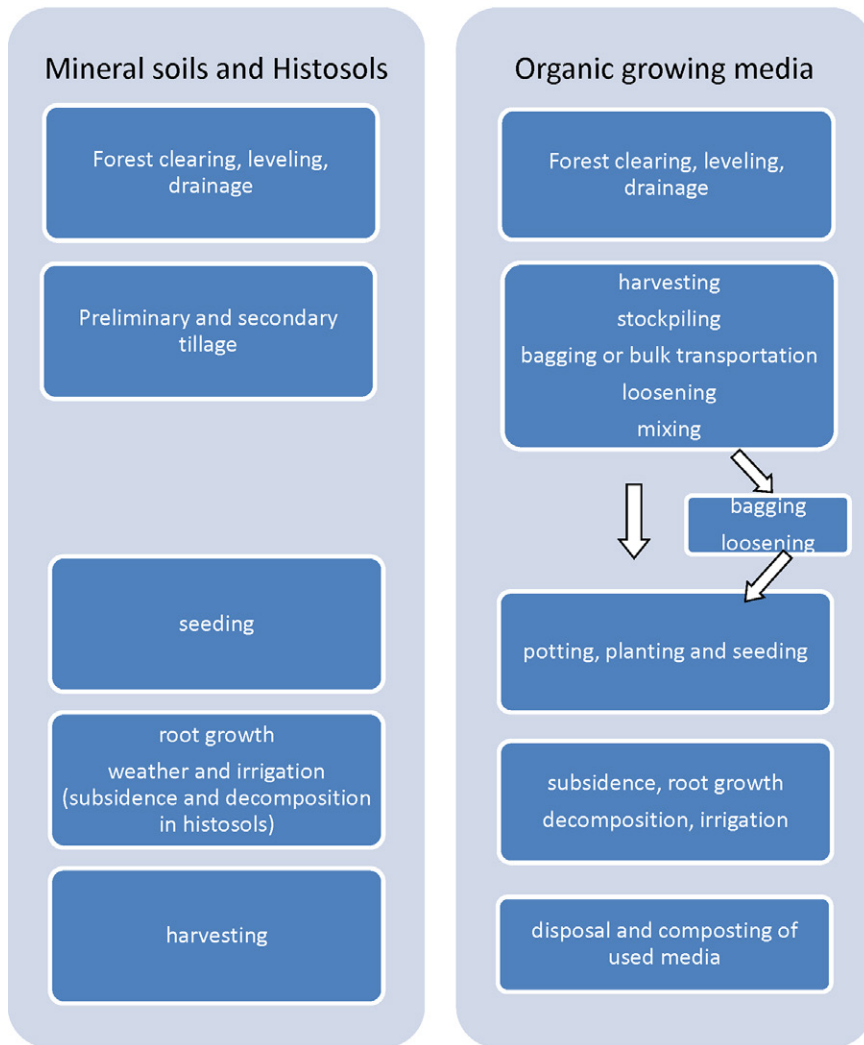 Mineral soils and Histosols
Forest clearing, leveling,
drainage
Preliminary and secondary
tillage
seeding
root growth
weather and irrigation
(subsidence and decomposition
in histosols)
harvesting
Organic growing media
Forest clearing, leveling,
drainage
harvesting
stockpiling
bagging or bulk transportation
loosening
mixing
bagging
loosening
potting, planting and seeding
subsidence, root growth
decomposition, irrigation
disposal and composting of
used media